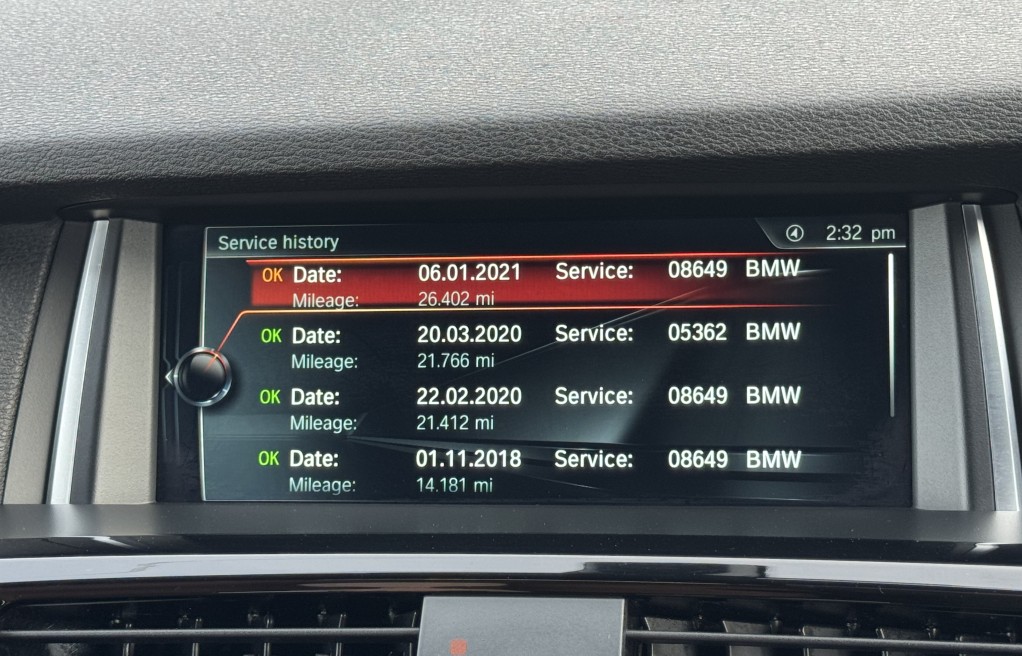 Service history 2:32 pm
OK Date: 06.01.2021 Service: 08649 BMW
Mileage: 26.402 mi
OK Date: 20.03.2020 Service: 05362 BMW
Mileage: 21.766 mi
OK Date: 22.02.2020 Service: 08649 BMW
Mileage: 21.412 mi
OK Date: 01.11.2018 Service: 08649 BMW
Mileage: 14.181 mi